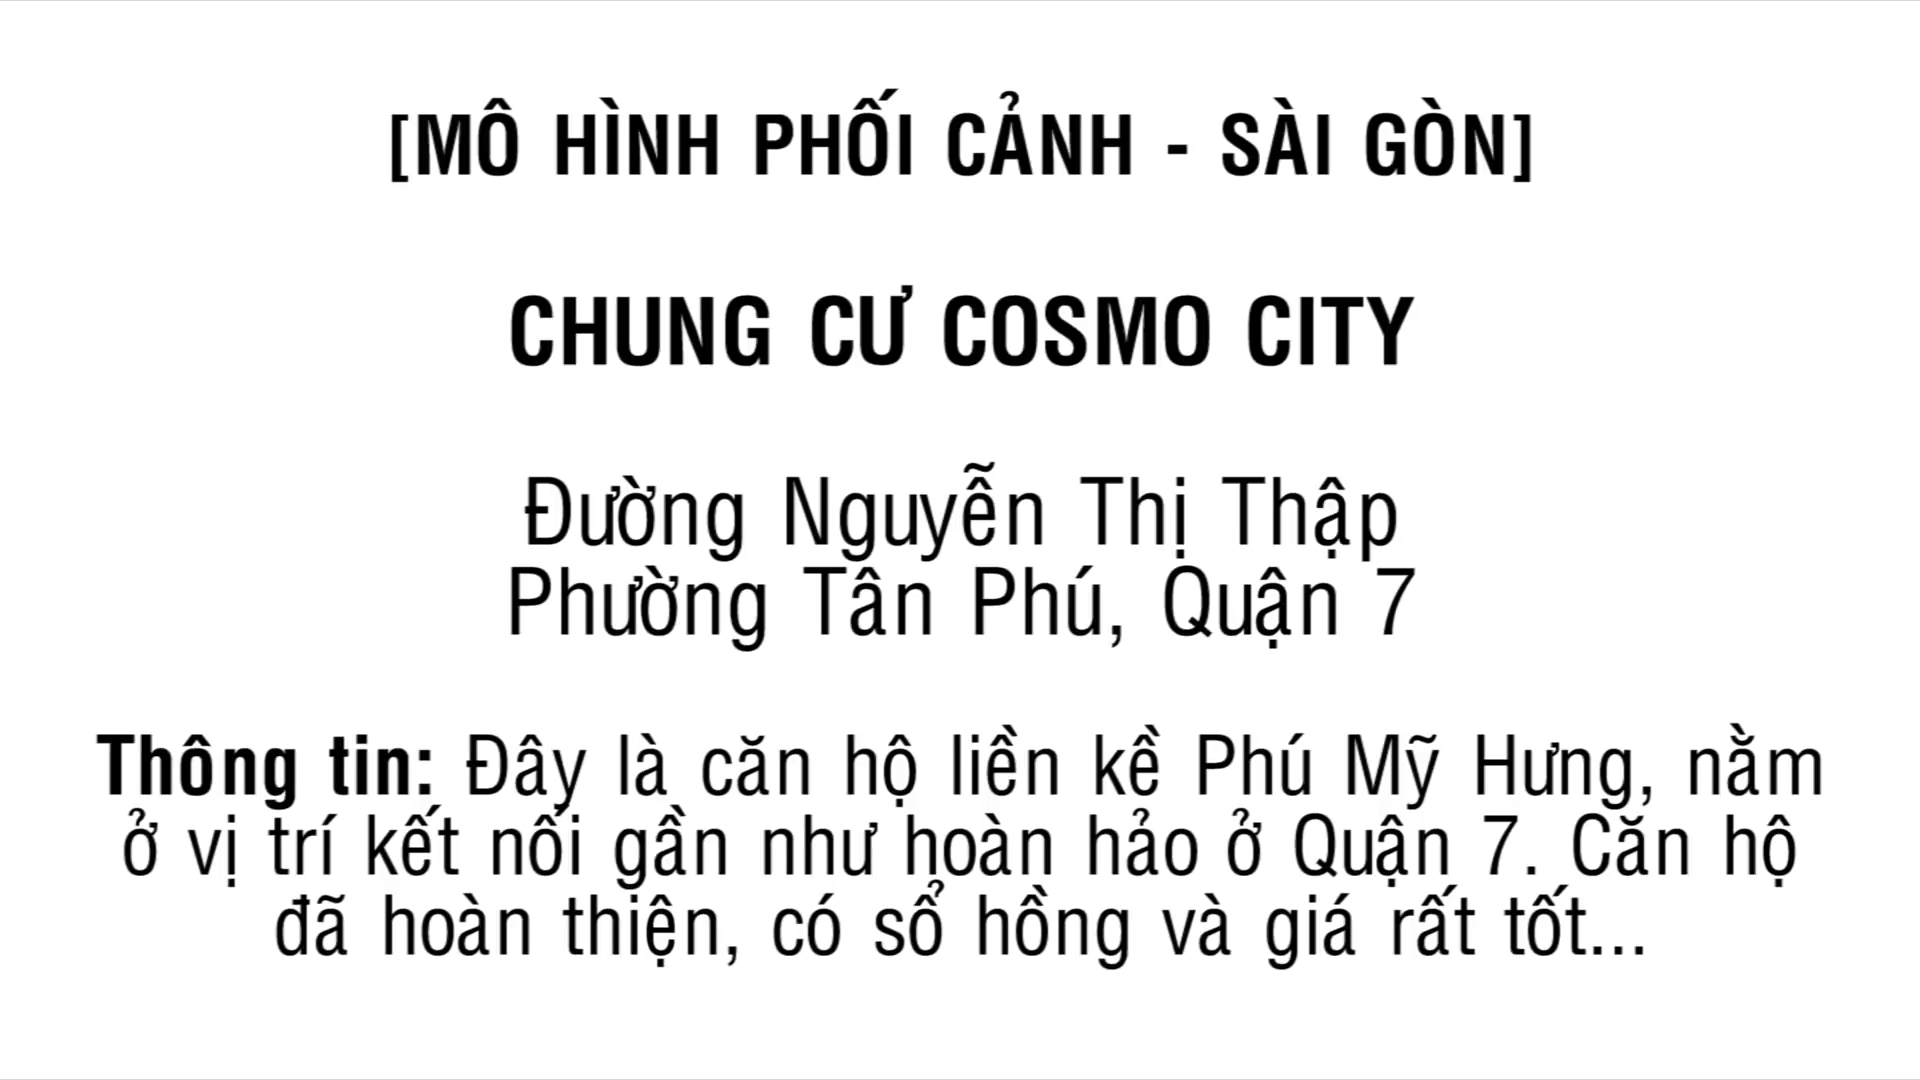 [MÔ HÌNH PHỐI CẢNH - SÀI GÒN]
CHUNG CƯ COSMO CITY
Đường Nguyễn Thị Thập
Phường Tân Phú, Quận 7
Thông tin: Đây là căn hộ liền kề Phú Mỹ Hưng, nằm
ở vị trí kết nối gần như hoàn hảo ở Quận 7. Căn hộ
đã hoàn thiện, có sổ hồng và giá rất tốt...